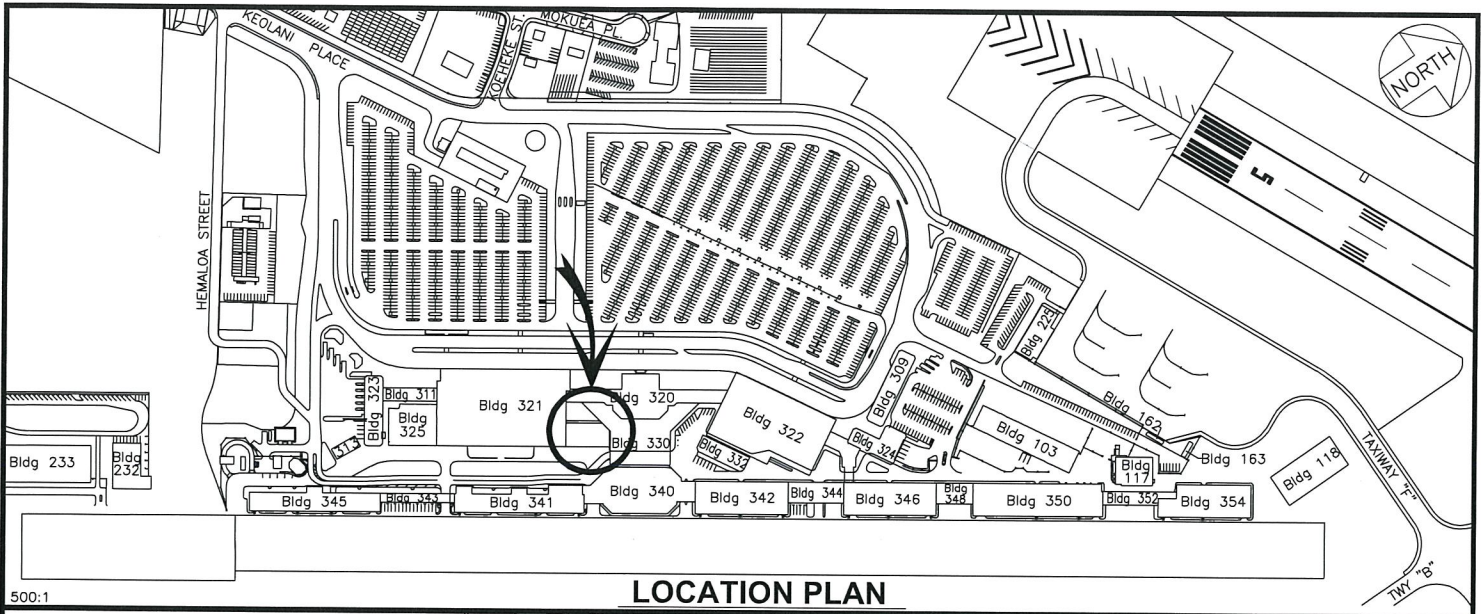 KEOLANI PLACE
KOEHEKE ST.
MOKUEA PL.
NORTH
5
HEMALOA STREET
Bldg 225
Bldg 309
Bldg 323
Bldg 311
Bldg 325
Bldg 321
Bldg 320
Bldg 330
Bldg 322
Bldg 332
Bldg 324
Bldg 103
Bldg 162
Bldg 163
Bldg 117
Bldg 118
313
Bldg 233
Bldg 232
Bldg 345
Bldg 343
Bldg 341
Bldg 340
Bldg 342
Bldg 344
Bldg 346
Bldg 348
Bldg 350
Bldg 352
Bldg 354
TAXIWAY "F"
TWY "B"
500:1
LOCATION PLAN